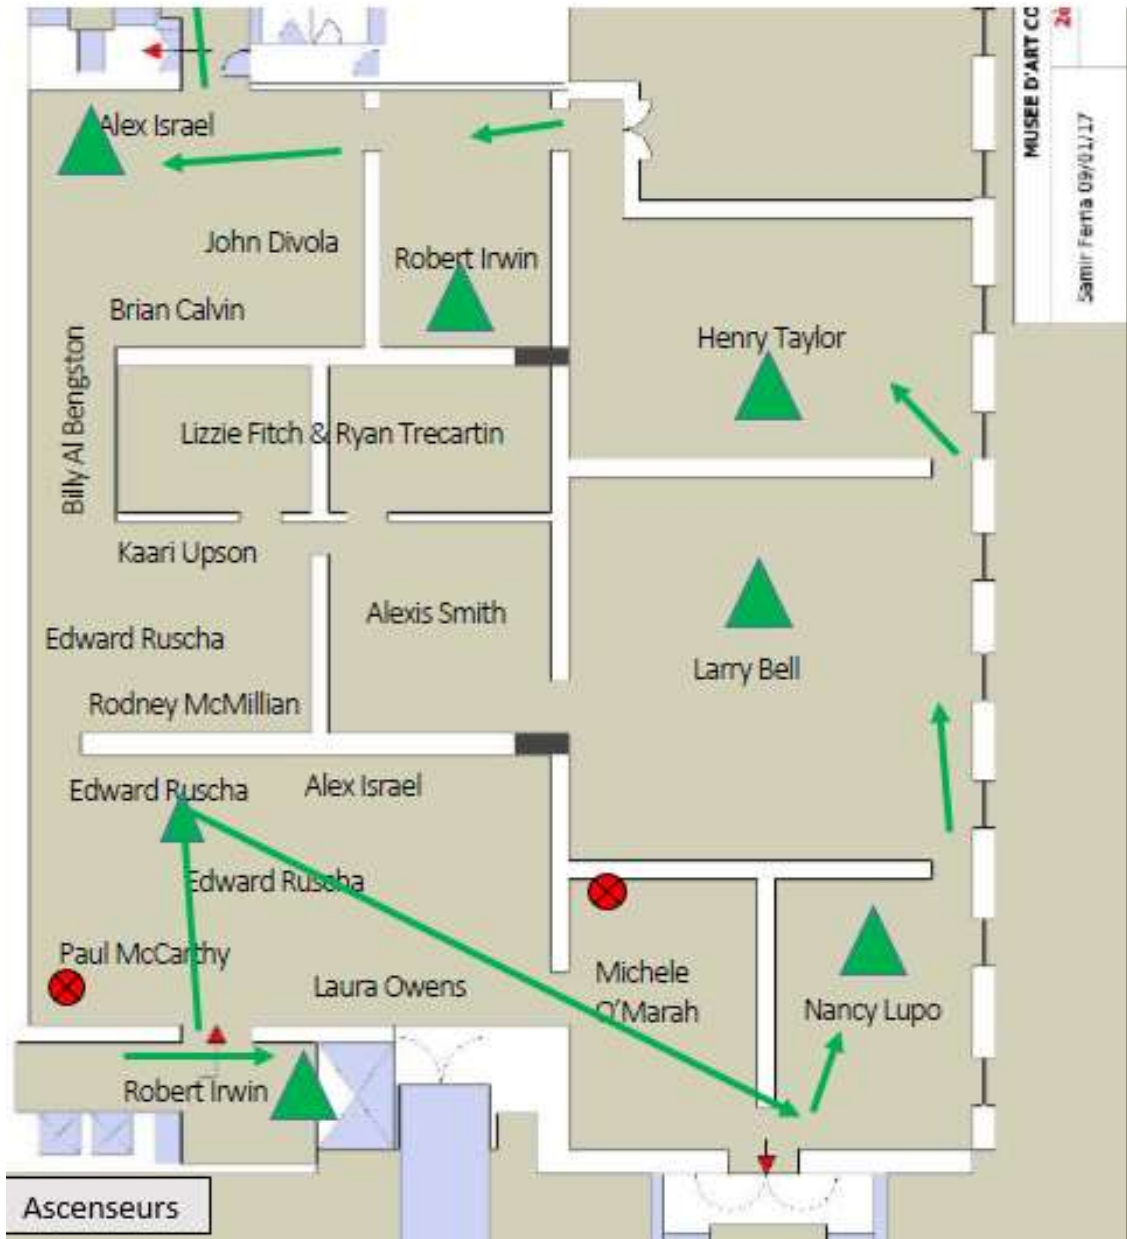 MUSEE D'ART CO
2è
Samir Ferria 09/01/17
Alex Israel
John Divola
Robert Irwin
Brian Calvin
Henry Taylor
Billy Al Bengston
Lizzie Fitch & Ryan Trecartin
Kaari Upson
Alexis Smith
Edward Ruscha
Larry Bell
Rodney McMillian
Edward Ruscha
Alex Israel
Edward Ruscha
Paul McCarthy
Michele
O'Marah
Laura Owens
Nancy Lupo
Robert Irwin
Ascenseurs